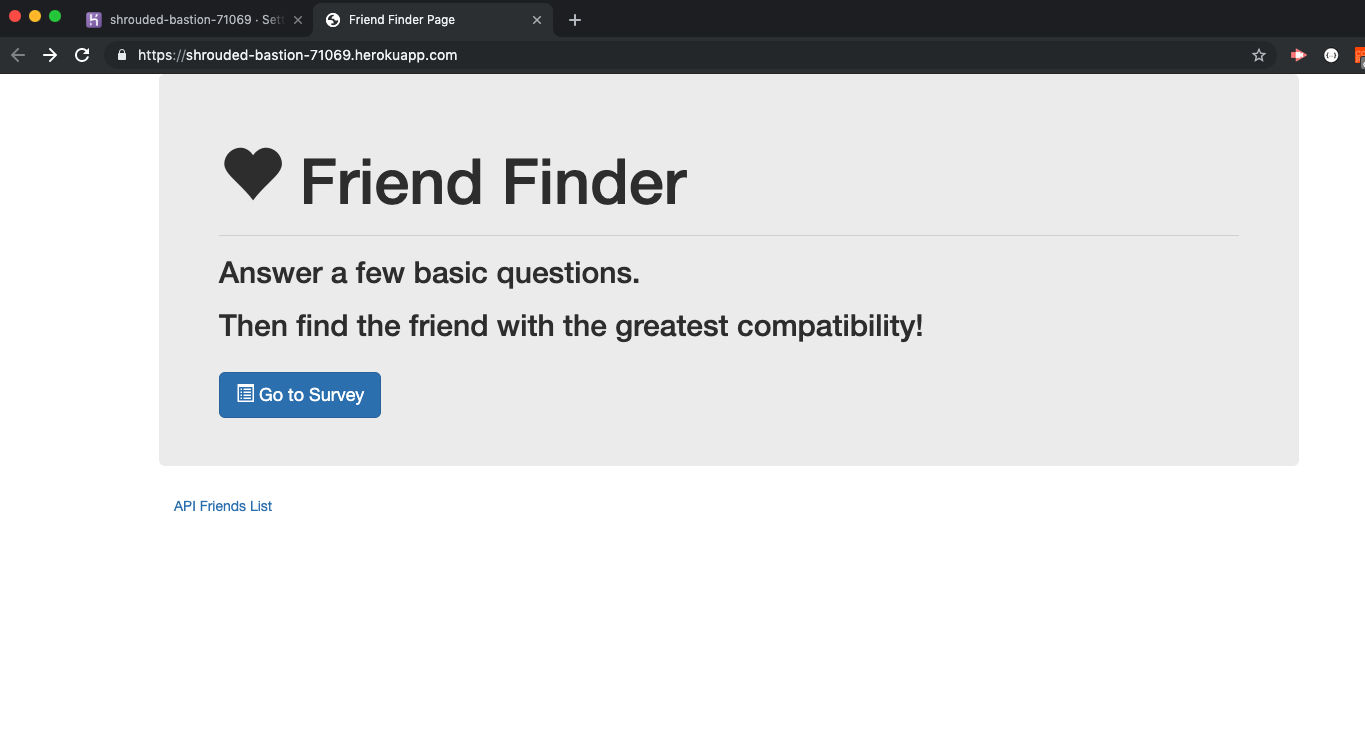 shrouded-bastion-71069 · Set
Friend Finder Page
https://shrouded-bastion-71069.herokuapp.com
Friend Finder
Answer a few basic questions.
Then find the friend with the greatest compatibility!
Go to Survey
API Friends List